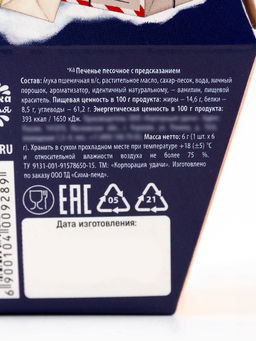 Печенье песочное с предсказанием
Состав: мука пшеничная в/с, растительное масло, сахар-песок, вода, яичный
порошок, ароматизатор, идентичный натуральному, – ванилин, пищевой
краситель. Пищевая ценность в 100 г продукта: жиры – 14,6 г, белки –
8,5 г, углеводы – 61,2 г. Энергетическая ценность в 100 г продукта:
393 ккал / 1650 кДж.
Масса 6 г (1 шт. x 6
г). Хранить в сухом прохладном месте при температуре +18 (±5) °С
и относительной влажности воздуха не более 75 %.
ТУ 9131-001-91578650-15. ТМ: «Корпорация удачи». Изготовлено
по заказу ООО ТД «Сима-ленд».
RU
EAC
05
21
Дата изготовления:
6900104009289